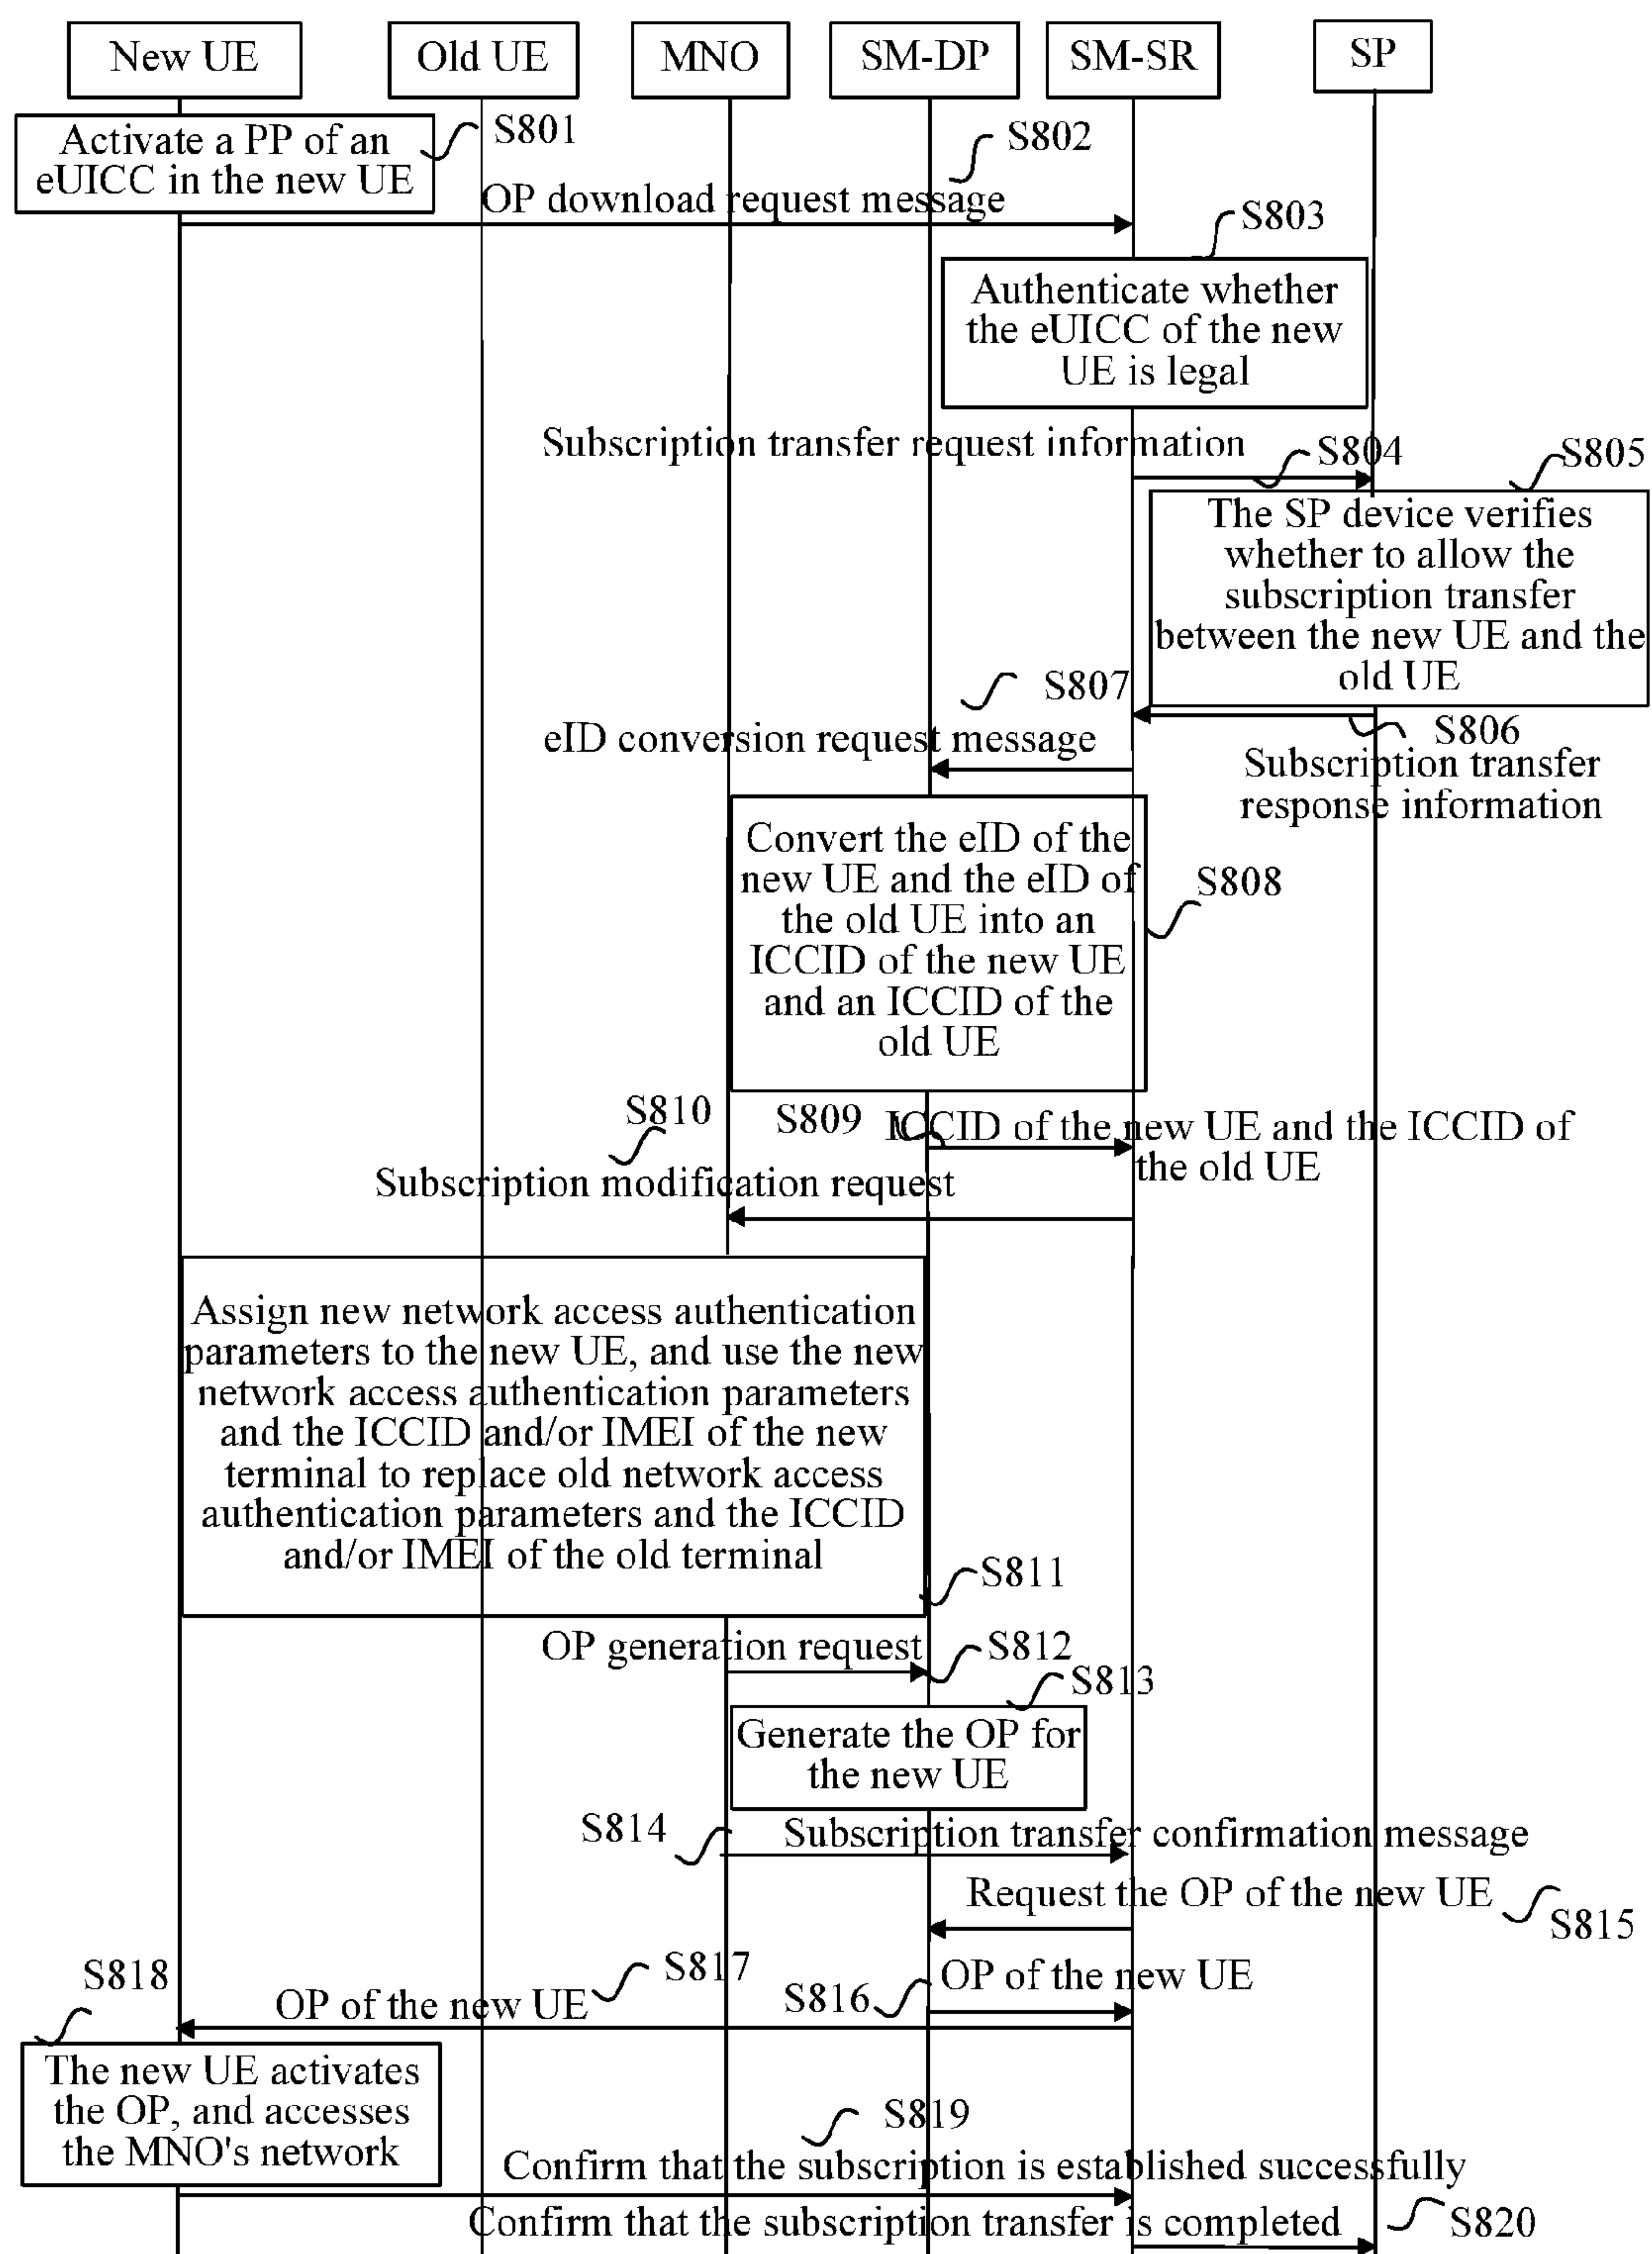 New UE
Old UE
MNO
SM-DP
SM-SR
SP
Activate a PP of an
eUICC in the new UE
S801
S802
OP download request message
S803
Authenticate whether
the eUICC of the new
UE is legal
Subscription transfer request information
S804
S805
The SP device verifies
whether to allow the
subscription transfer
between the new UE and the
old UE
S807
eID conversion request message
S806
Subscription transfer
response information
Convert the eID of the
new UE and the eID of
the old UE into an
ICCID of the new UE
and an ICCID of the
old UE
S808
S810
S809
ICCID of the new UE and the ICCID of
the old UE
Subscription modification request
Assign new network access authentication
parameters to the new UE, and use the new
network access authentication parameters
and the ICCID and/or IMEI of the new
terminal to replace old network access
authentication parameters and the ICCID
and/or IMEI of the old terminal
S811
OP generation request
S812
S813
Generate the OP for
the new UE
S814
Subscription transfer confirmation message
Request the OP of the new UE
S815
S818
S817
OP of the new UE
S816
OP of the new UE
The new UE activates
the OP, and accesses
the MNO's network
S819
Confirm that the subscription is established successfully
Confirm that the subscription transfer is completed
S820